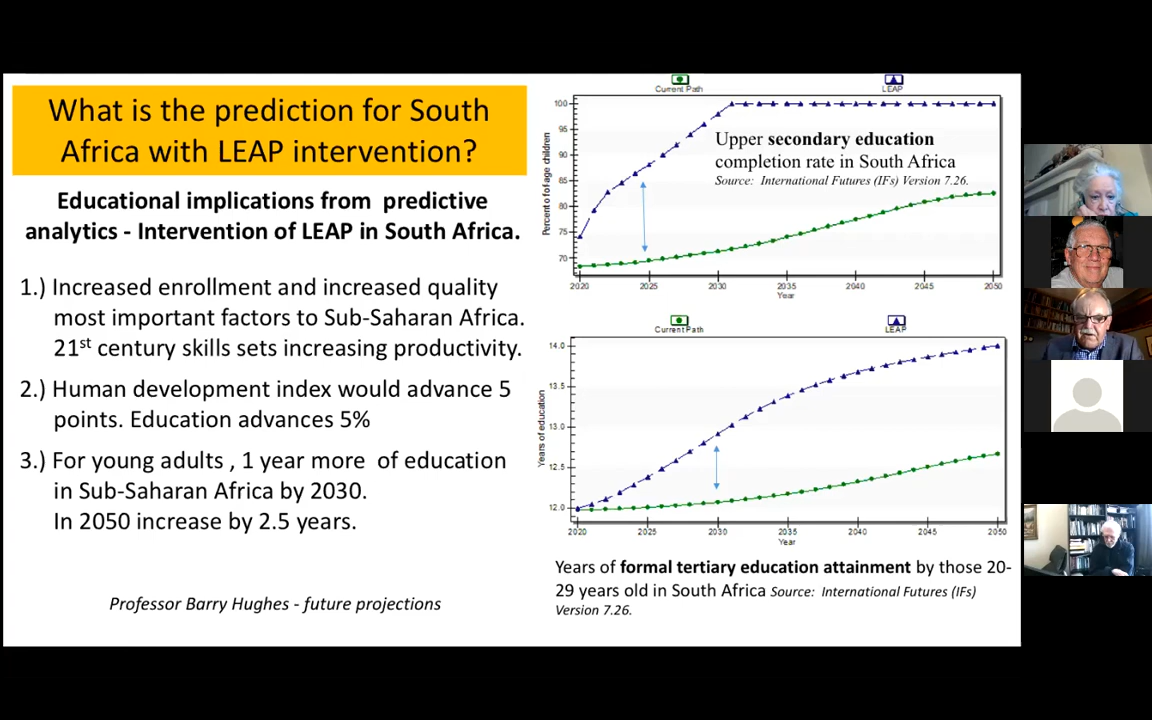 What is the prediction for South
Africa with LEAP intervention?
Educational implications from predictive
analytics - Intervention of LEAP in South Africa.
1.) Increased enrollment and increased quality
most important factors to Sub-Saharan Africa.
21st century skills sets increasing productivity.
2.) Human development index would advance 5
points. Education advances 5%
3.) For young adults , 1 year more of education
in Sub-Saharan Africa by 2030.
In 2050 increase by 2.5 years.
Professor Barry Hughes - future projections
Current Path
LEAP
Upper secondary education
completion rate in South Africa
Source: International Futures (IFs) Version 7.26.
Percent of age children
100
95
90
85
80
75
70
2020 2025 2030 2035 2040 2045 2050
Year
Current Path
LEAP
Years of education
14.0
13.5
13.0
12.5
12.0
2020 2025 2030 2035 2040 2045 2050
Year
Years of formal tertiary education attainment by those 20-
29 years old in South Africa Source: International Futures (IFs)
Version 7.26.